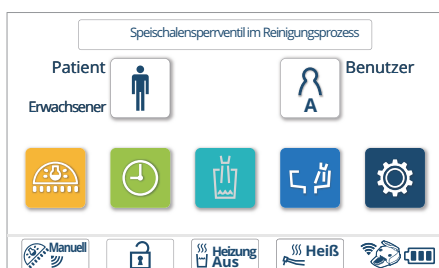 Speischalensperrventil im Reinigungsprozess
Patient
Benutzer
Erwachsener
A
Manuell
Heizung
Aus
Heiß